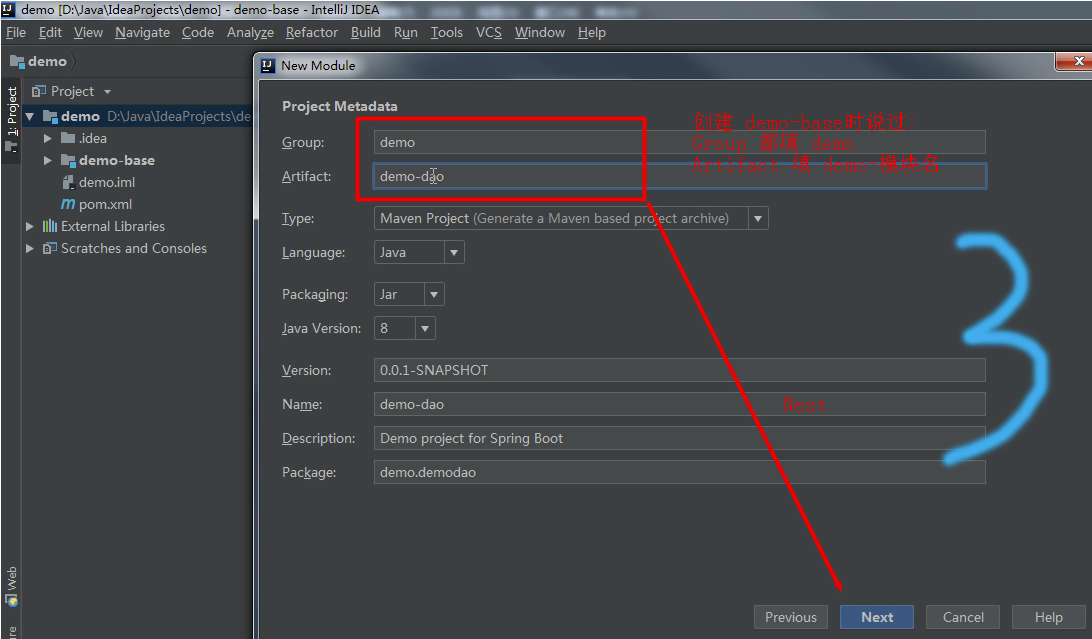 demo [D:\Java\IdeaProjects\demo] - demo-base - IntelliJ IDEA
File Edit View Navigate Code Analyze Refactor Build Run Tools VCS Window Help
demo
New Module
1: Project
Project
demo D:\Java\IdeaProjects\de
.idea
demo-base
demo.iml
pom.xml
External Libraries
Scratches and Consoles
Project Metadata
创建 demo-base时说过:
Group: demo
Group 都填 demo
Artifact: demo-dao
Artifact 填 demo-模块名
Type: Maven Project (Generate a Maven based project archive)
Language: Java
Packaging: Jar
Java Version: 8
3
Version: 0.0.1-SNAPSHOT
Name: demo-dao
Next
Description: Demo project for Spring Boot
Package: demo.demodao
Web
Previous Next Cancel Help